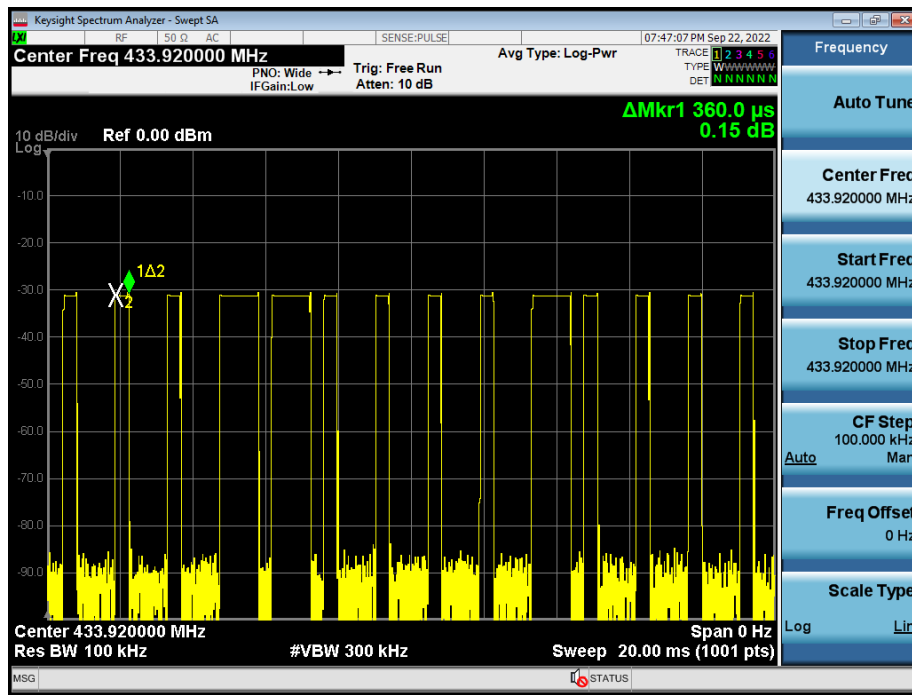 Keysight Spectrum Analyzer - Swept SA
LXI RF 50 Ω AC SENSE:PULSE 07:47:07 PM Sep 22, 2022
Center Freq 433.920000 MHz
PNO: Wide
IFGain:Low
Trig: Free Run
Atten: 10 dB
Avg Type: Log-Pwr
TRACE 1 2 3 4 5 6
TYPE WWWWWW
DET N N N N N N
ΔMkr1 360.0 µs
0.15 dB
10 dB/div Ref 0.00 dBm
Log
-10.0
-20.0
-30.0
-40.0
-50.0
-60.0
-70.0
-80.0
-90.0
1Δ2
2
Center 433.920000 MHz
Span 0 Hz
Res BW 100 kHz
#VBW 300 kHz
Sweep 20.00 ms (1001 pts)
MSG
STATUS
Frequency
Auto Tune
Center Freq
433.920000 MHz
Start Freq
433.920000 MHz
Stop Freq
433.920000 MHz
CF Step
100.000 kHz
Auto Man
Freq Offset
0 Hz
Scale Type
Log Lin